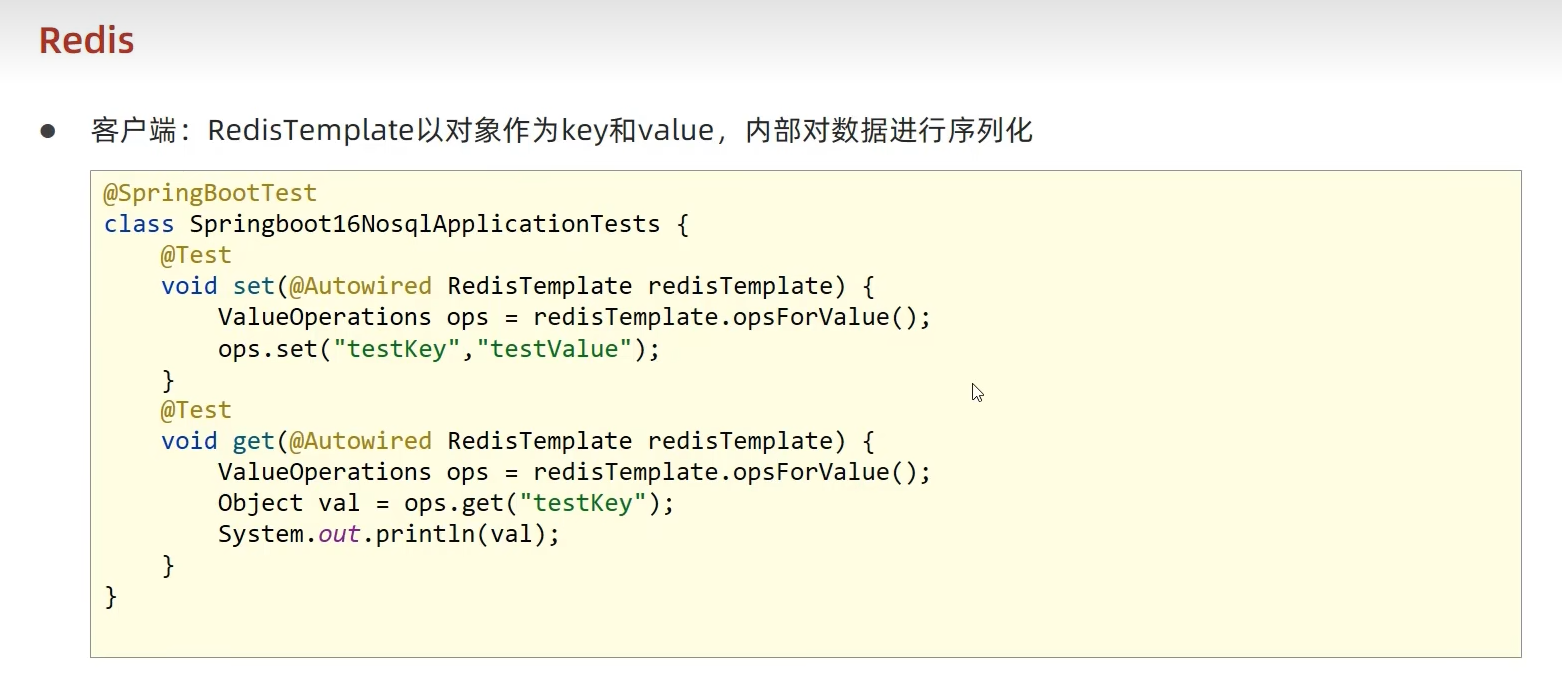 Redis
● 客户端：RedisTemplate以对象作为key和value，内部对数据进行序列化
@SpringBootTest
class Springboot16NosqlApplicationTests {
    @Test
    void set(@Autowired RedisTemplate redisTemplate) {
        ValueOperations ops = redisTemplate.opsForValue();
        ops.set("testKey","testValue");
    }
    @Test
    void get(@Autowired RedisTemplate redisTemplate) {
        ValueOperations ops = redisTemplate.opsForValue();
        Object val = ops.get("testKey");
        System.out.println(val);
    }
}